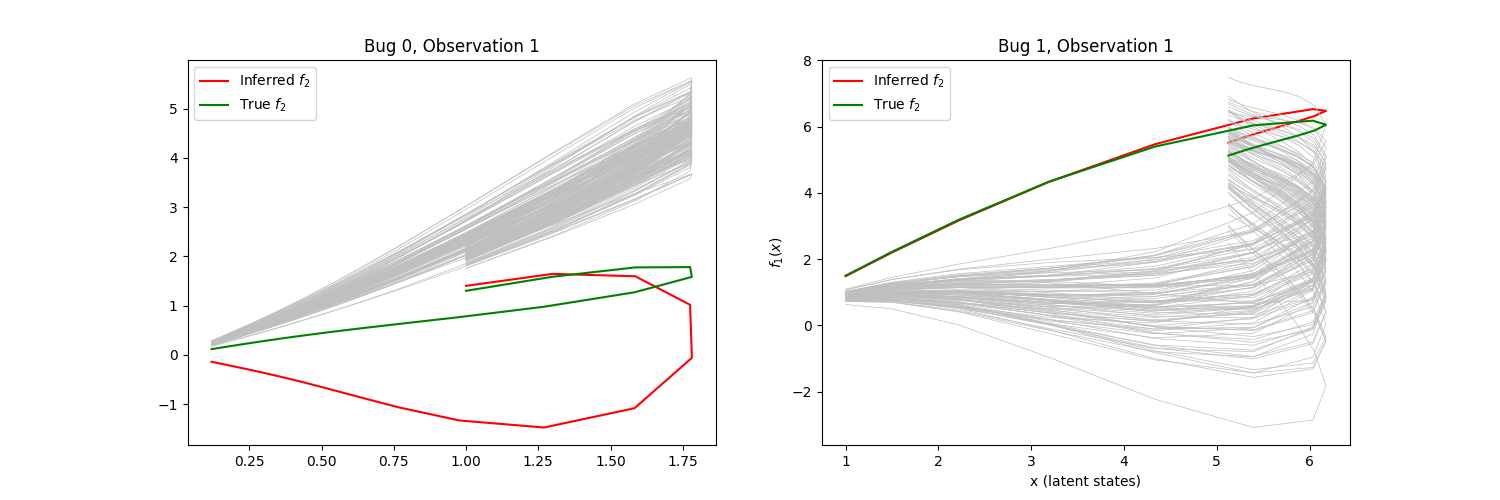 Bug 0, Observation 1
Inferred f₂
True f₂
5
4
3
2
1
0
−1
0.25 0.50 0.75 1.00 1.25 1.50 1.75
Bug 1, Observation 1
Inferred f₂
True f₂
8
6
4
2
0
−2
f₁(x)
1 2 3 4 5 6
x (latent states)